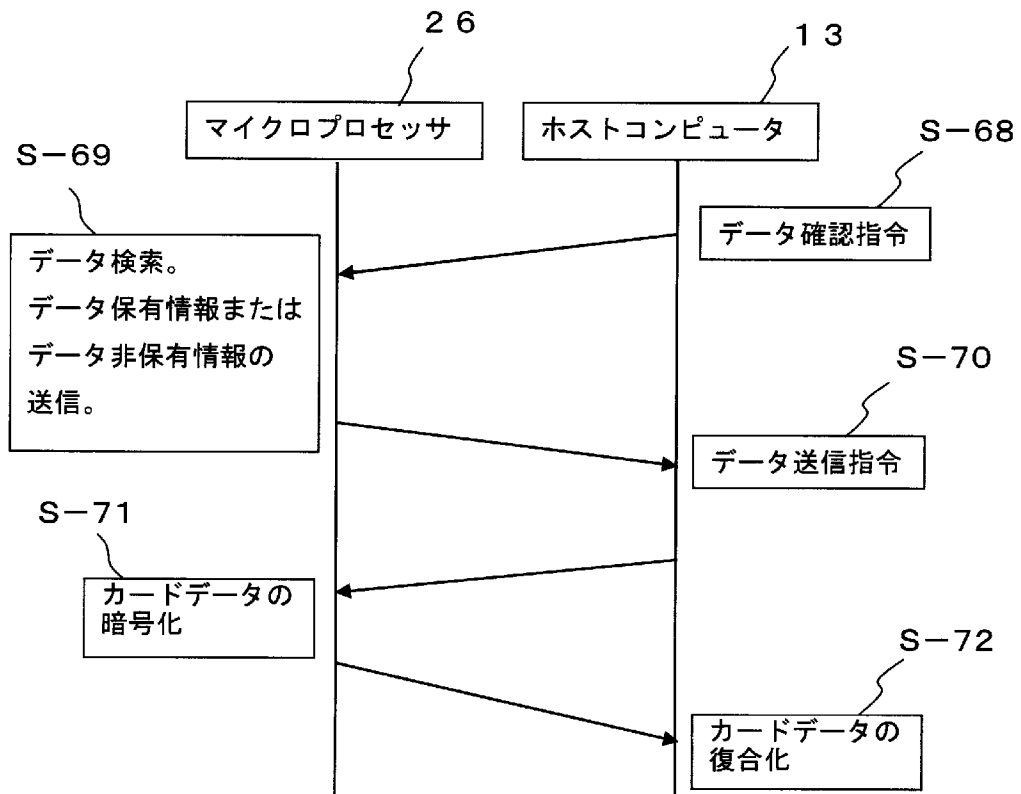 ２６
１３
マイクロプロセッサ
ホストコンピュータ
S－68
S－69
データ確認指令
データ検索。
データ保有情報または
データ非保有情報の
送信。
S－70
データ送信指令
S－71
カードデータの
暗号化
S－72
カードデータの
復合化